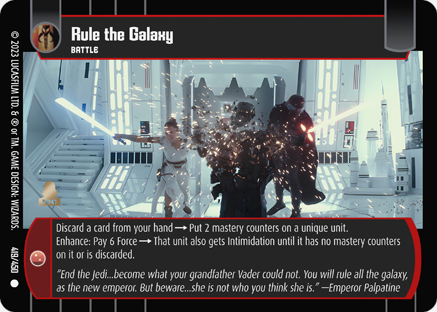 Rule the Galaxy
BATTLE
© 2023 LUCASFILM LTD. & ® or TM. GAME DESIGN: WIZARDS.
Discard a card from your hand → Put 2 mastery counters on a unique unit.
Enhance: Pay 6 Force → That unit also gets Intimidation until it has no mastery counters
on it or is discarded.
"End the Jedi...become what your grandfather Vader could not. You will rule all the galaxy,
as the new emperor. But beware...she is not who you think she is." —Emperor Palpatine